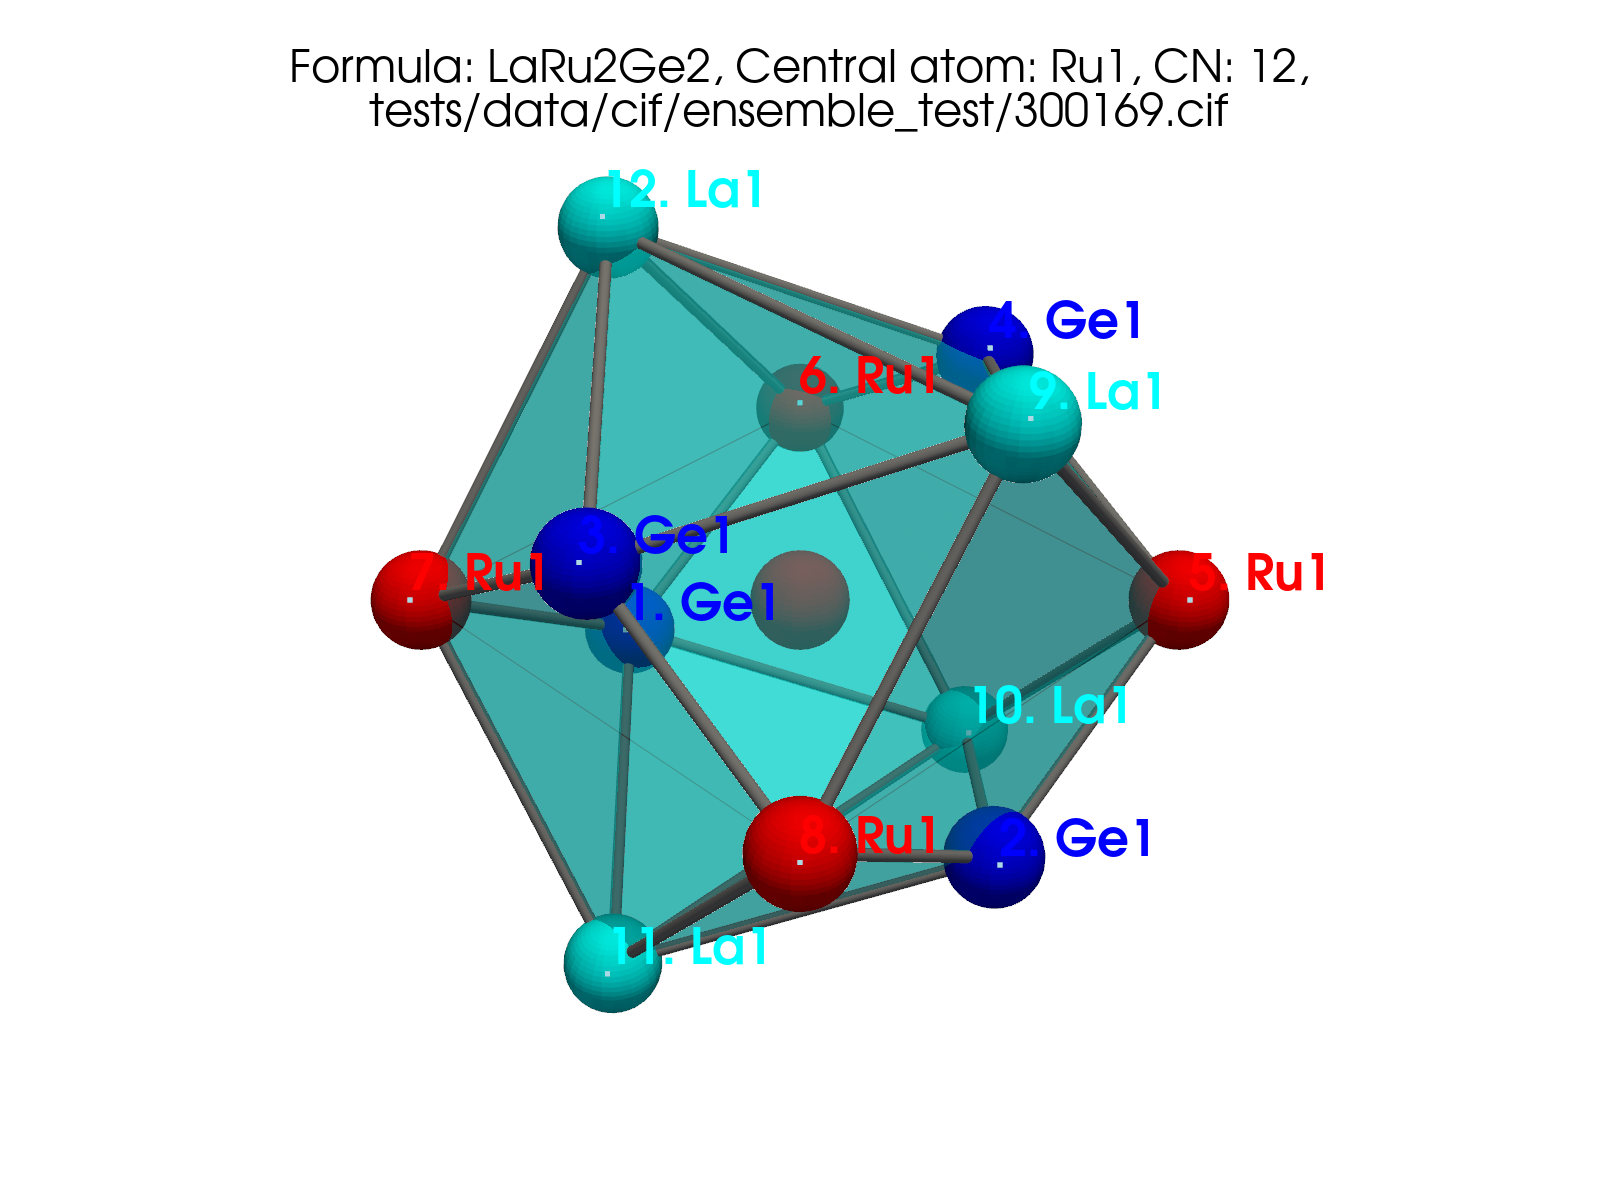 Formula: LaRu2Ge2, Central atom: Ru1, CN: 12,
tests/data/cif/ensemble_test/300169.cif
12. La1
4. Ge1
6. Ru1
9. La1
3. Ge1
7. Ru1
5. Ru1
1. Ge1
10. La1
8. Ru1
2. Ge1
11. La1